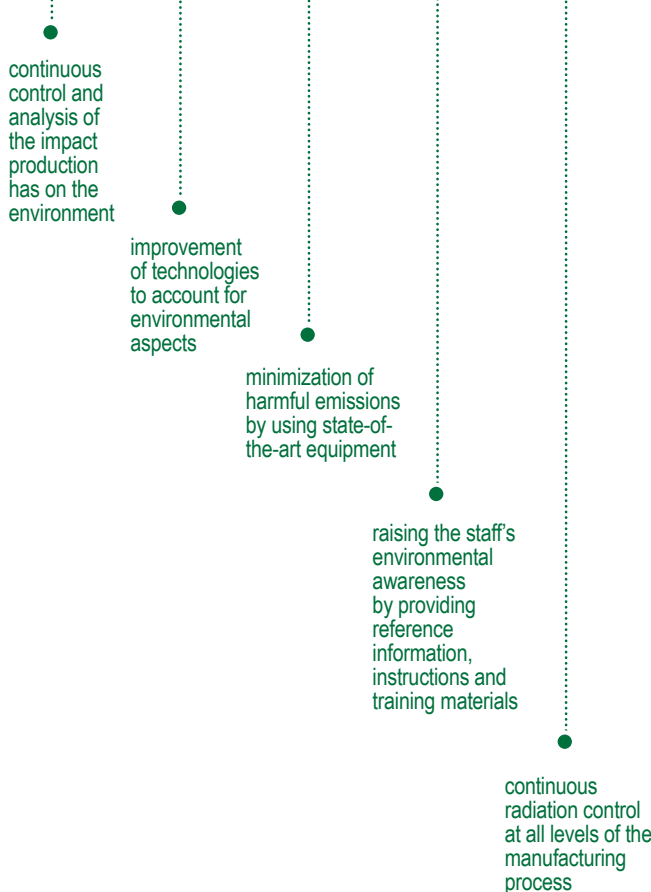 continuous
control and
analysis of
the impact
production
has on the
environment
improvement
of technologies
to account for
environmental
aspects
minimization of
harmful emissions
by using state-of-
the-art equipment
raising the staff’s
environmental
awareness
by providing
reference
information,
instructions and
training materials
continuous
radiation control
at all levels of the
manufacturing
process